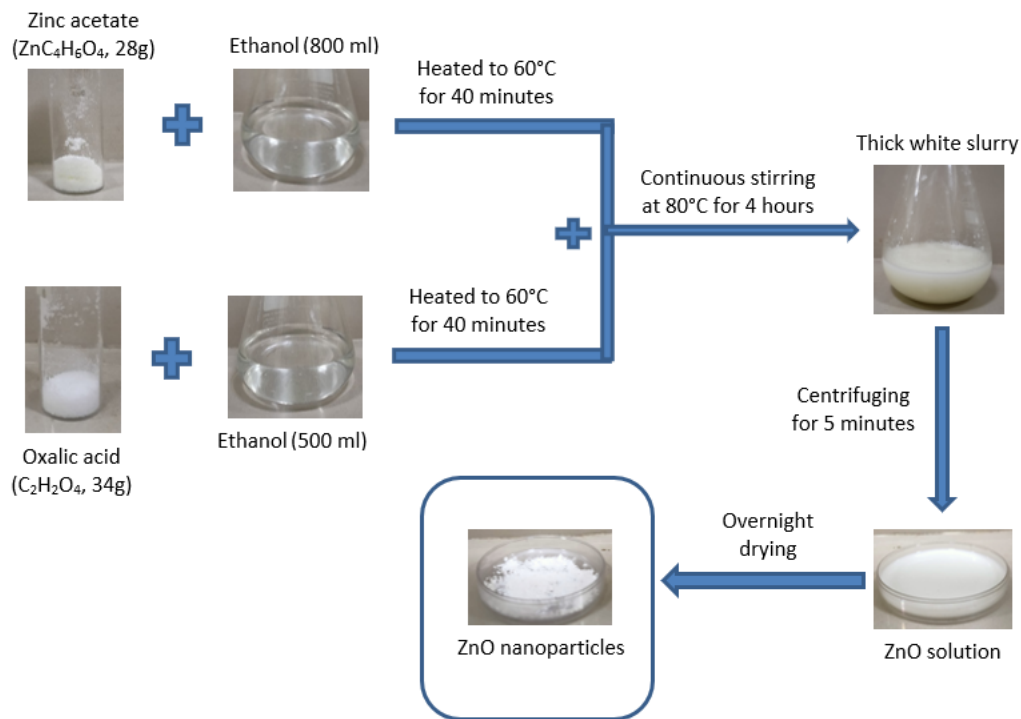 Zinc acetate
(ZnC₄H₆O₄, 28g)
Ethanol (800 ml)
Heated to 60°C
for 40 minutes
Thick white slurry
Continuous stirring
at 80°C for 4 hours
Heated to 60°C
for 40 minutes
Ethanol (500 ml)
Oxalic acid
(C₂H₂O₄, 34g)
Centrifuging
for 5 minutes
Overnight
drying
ZnO nanoparticles
ZnO solution